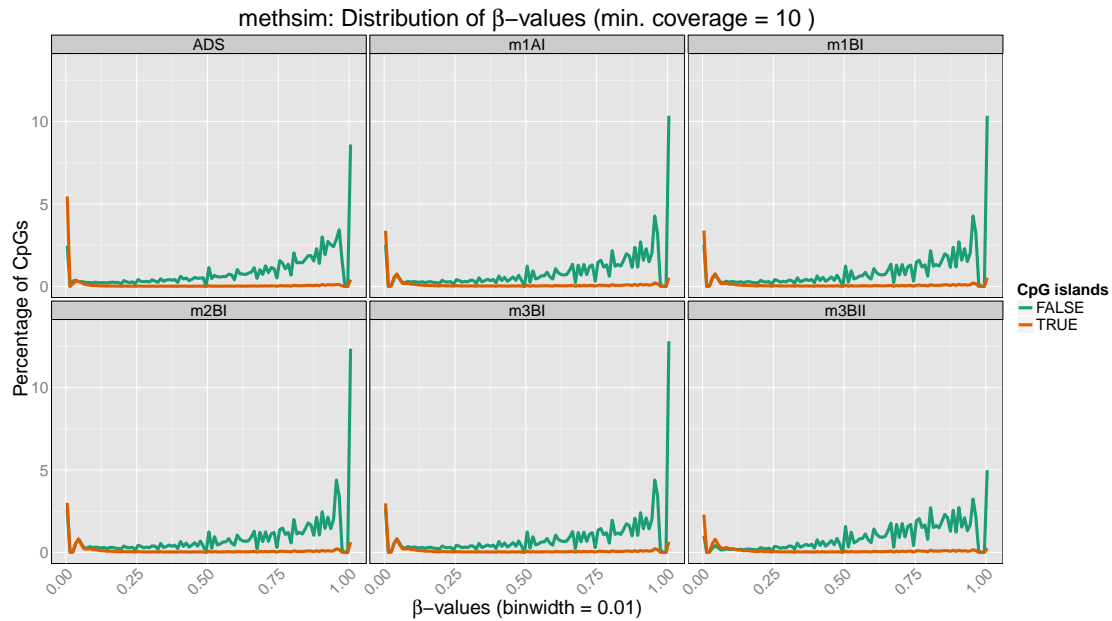 methsim: Distribution of β−values (min. coverage = 10 )
ADS
m1AI
m1BI
10
5
0
m2BI
m3BI
m3BII
10
5
0
0.00
0.25
0.50
0.75
1.00
0.00
0.25
0.50
0.75
1.00
0.00
0.25
0.50
0.75
1.00
Percentage of CpGs
β−values (binwidth = 0.01)
CpG islands
FALSE
TRUE